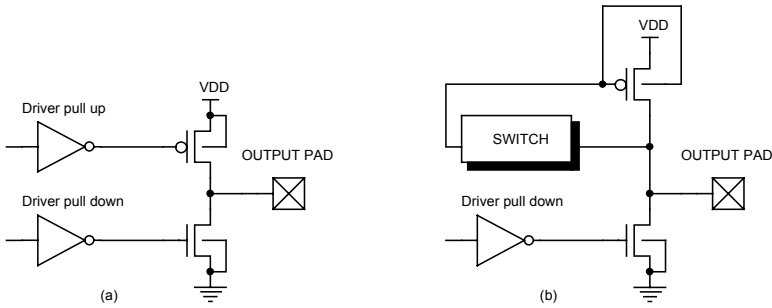 VDD
Driver pull up
OUTPUT PAD
Driver pull down
(a)
VDD
SWITCH
OUTPUT PAD
Driver pull down
(b)